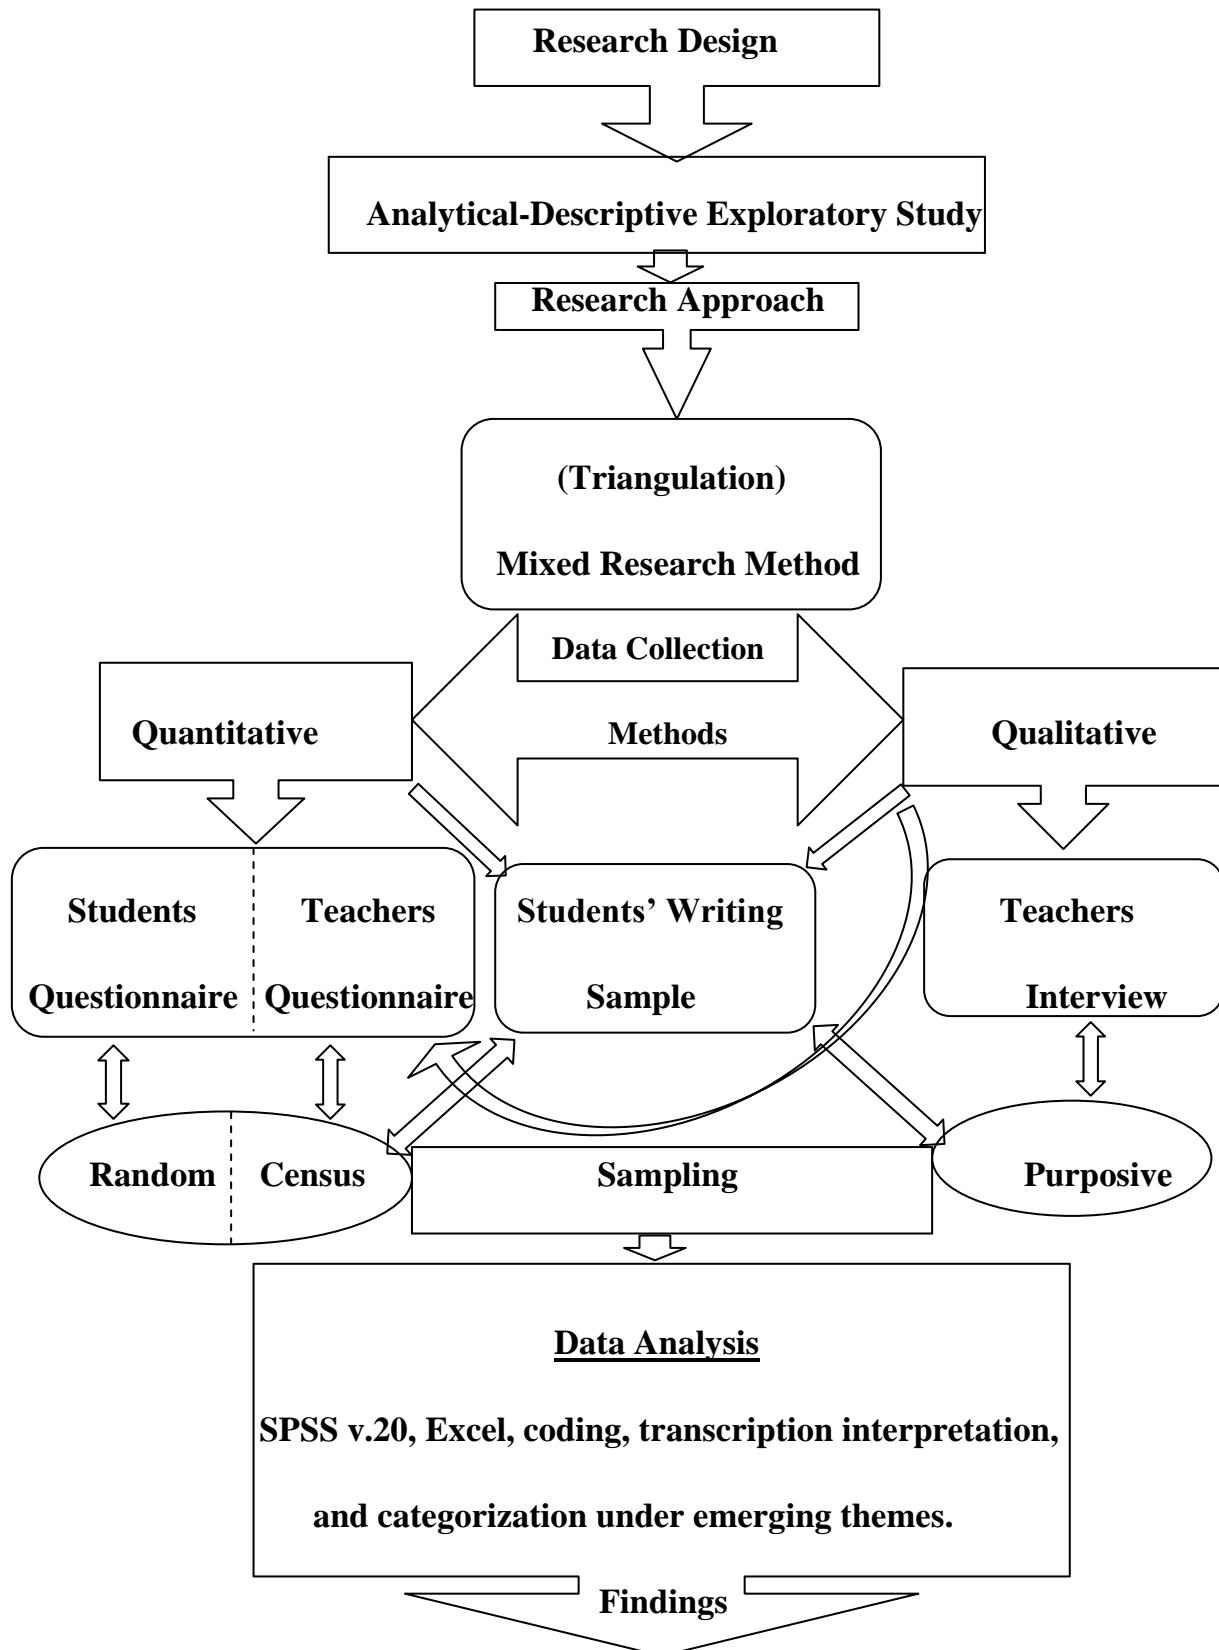 Research Design
Analytical-Descriptive Exploratory Study
Research Approach
(Triangulation)
Mixed Research Method
Data Collection
Methods
Quantitative
Qualitative
Students
Questionnaire
Teachers
Questionnaire
Students’ Writing
Sample
Teachers
Interview
Random
Census
Sampling
Purposive
Data Analysis
SPSS v.20, Excel, coding, transcription interpretation,
and categorization under emerging themes.
Findings